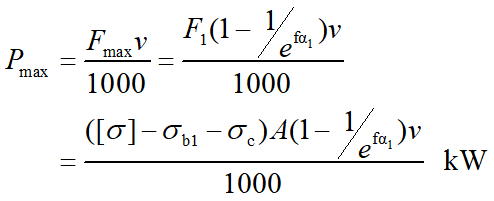 P_max = F_max v / 1000 = F_1(1 - 1/e^{fα_1})v / 1000
= ([σ] - σ_b1 - σ_c)A(1 - 1/e^{fα_1})v / 1000 kW